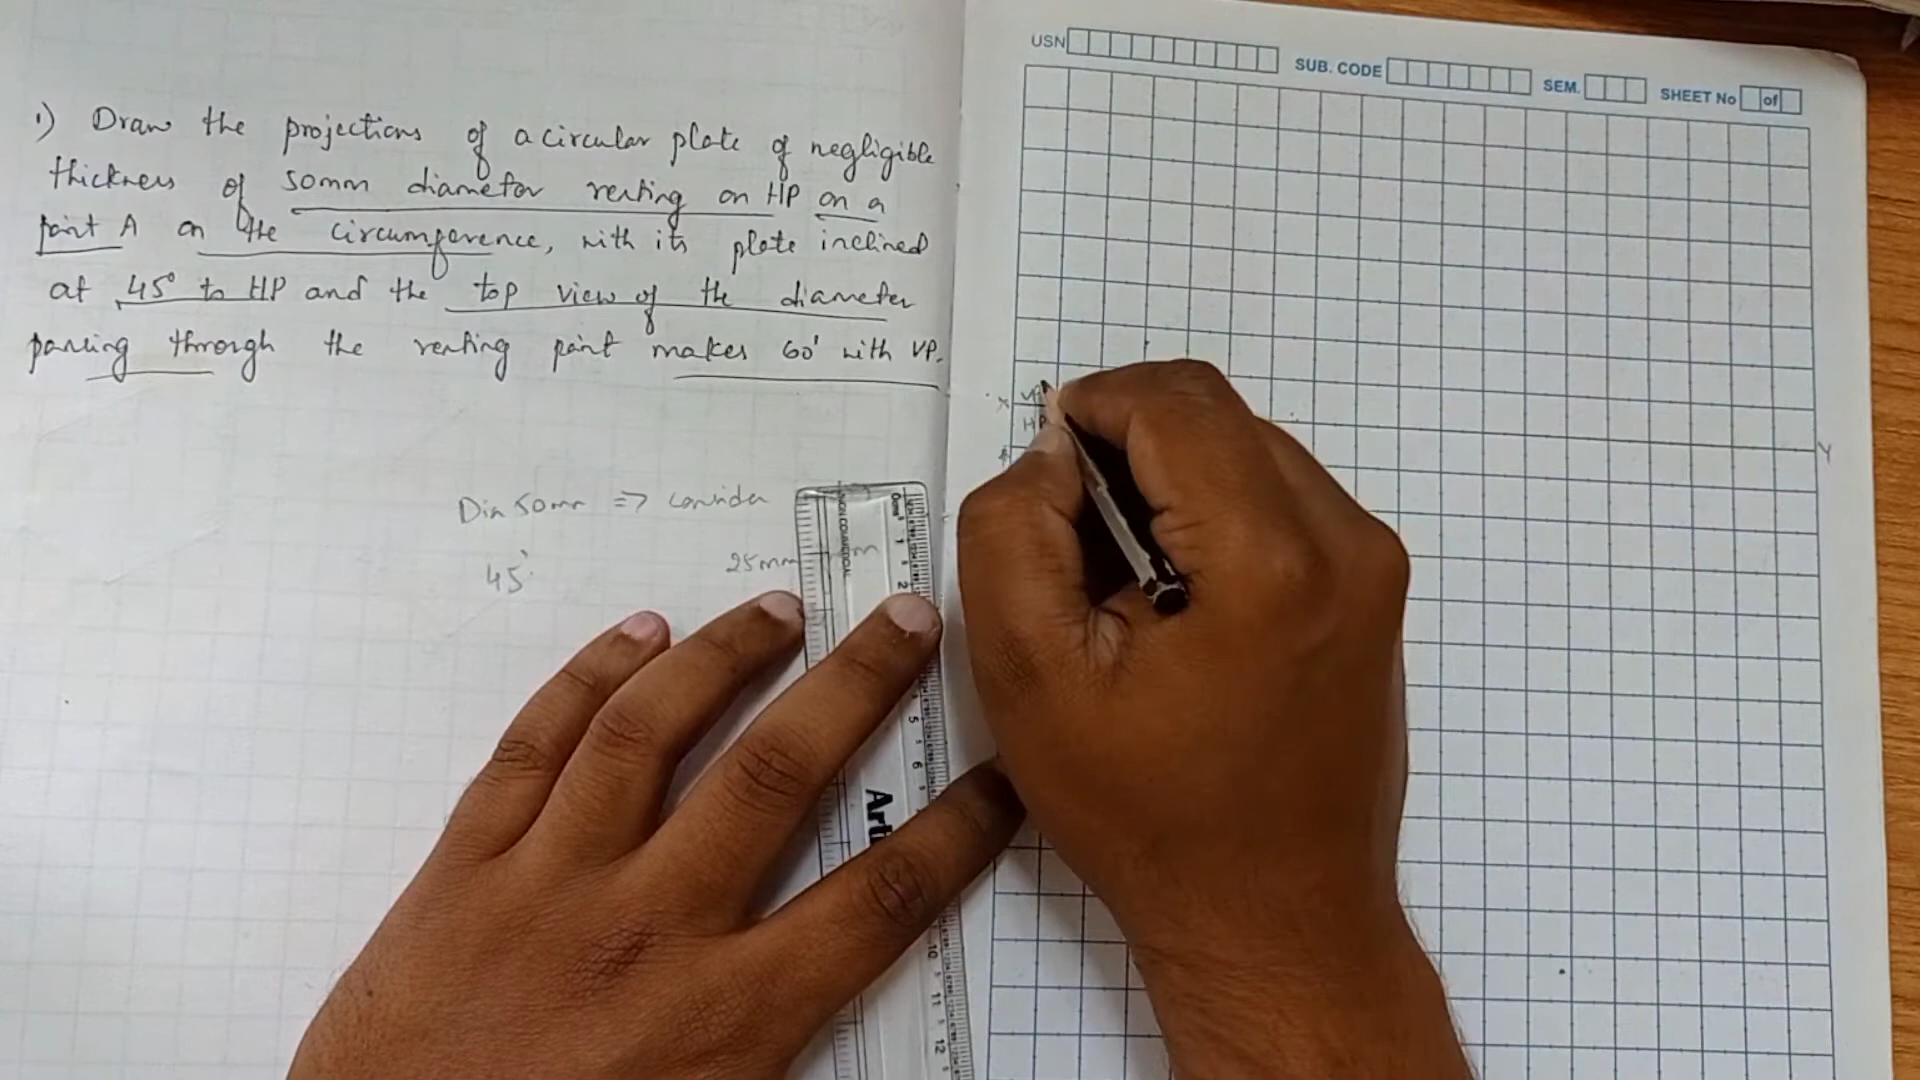 1) Draw the projections of a circular plate of negligible
thickness of 50mm diameter resting on HP on a
point A on the circumference, with its plate inclined
at 45° to HP and the top view of the diameter
passing through the resting point makes 60° with VP.
Dia 50mm => consider
45°
25mm
USN
SUB. CODE
SEM.
SHEET No of
X VP
HP
Y